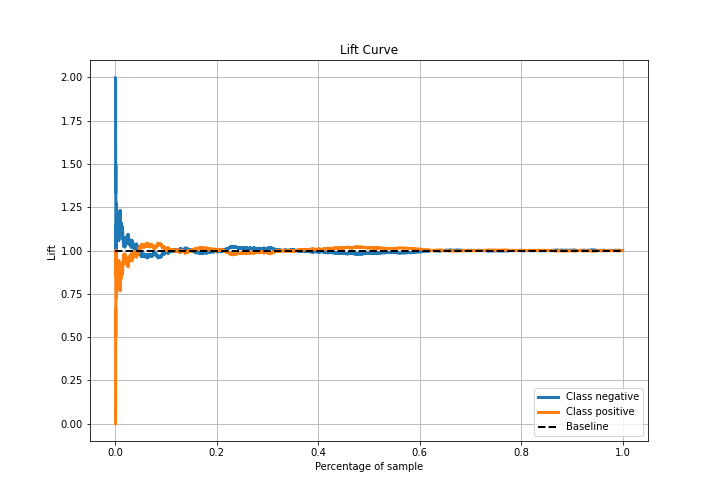 Lift Curve
2.00
1.75
1.50
1.25
1.00
0.75
0.50
0.25
0.00
Lift
0.0 0.2 0.4 0.6 0.8 1.0
Percentage of sample
Class negative
Class positive
Baseline